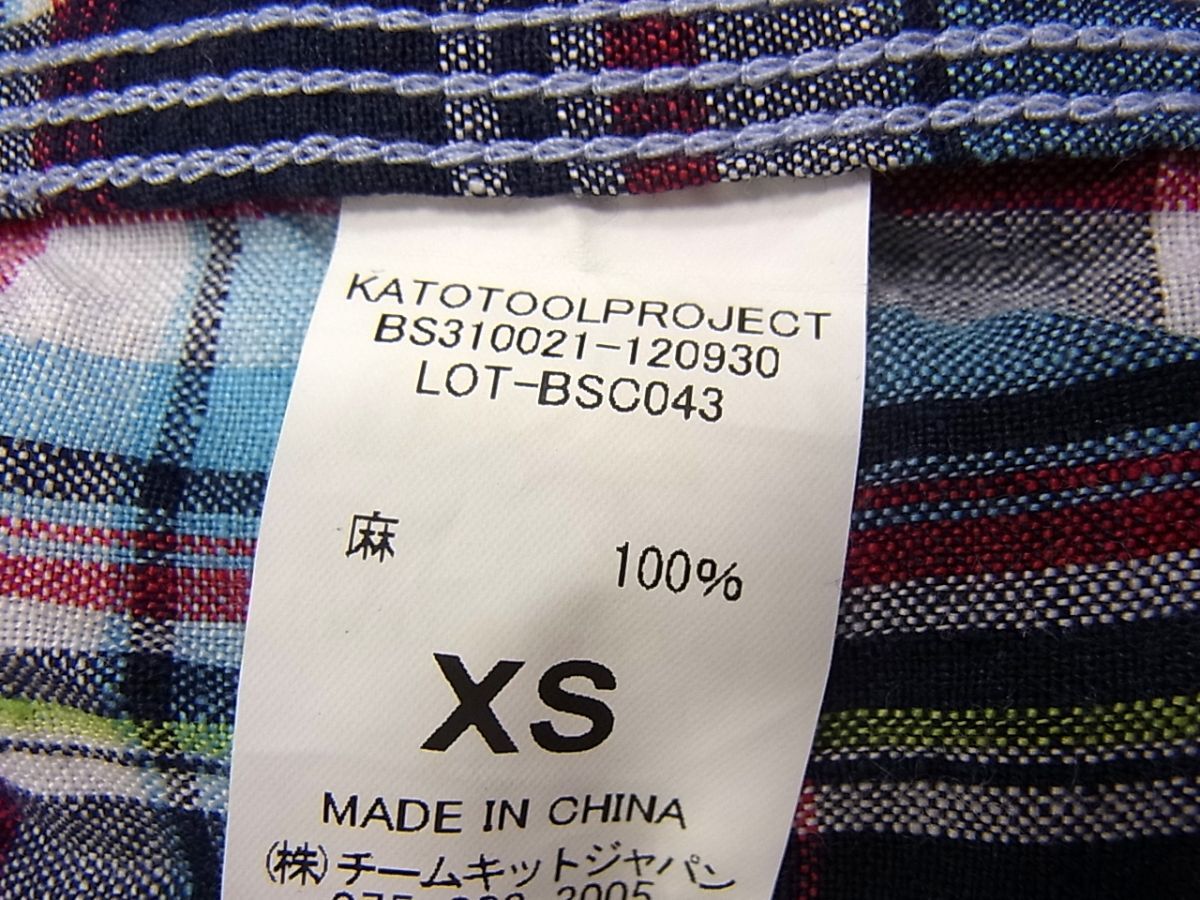 KATOTOOLPROJECT
BS310021-120930
LOT-BSC043
麻 100%
XS
MADE IN CHINA
(株)チームキットジャパン
2005